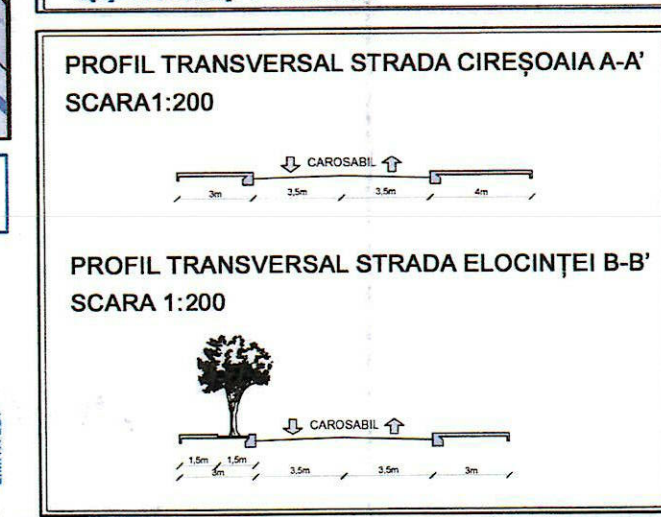 PROFIL TRANSVERSAL STRADA CIREȘOAIA A-A'
SCARA1:200
CAROSABIL
3m 3,5m 3,5m 4m
PROFIL TRANSVERSAL STRADA ELOCINȚEI B-B'
SCARA 1:200
CAROSABIL
1,5m 1,5m
3m 3,5m 3,5m 3m